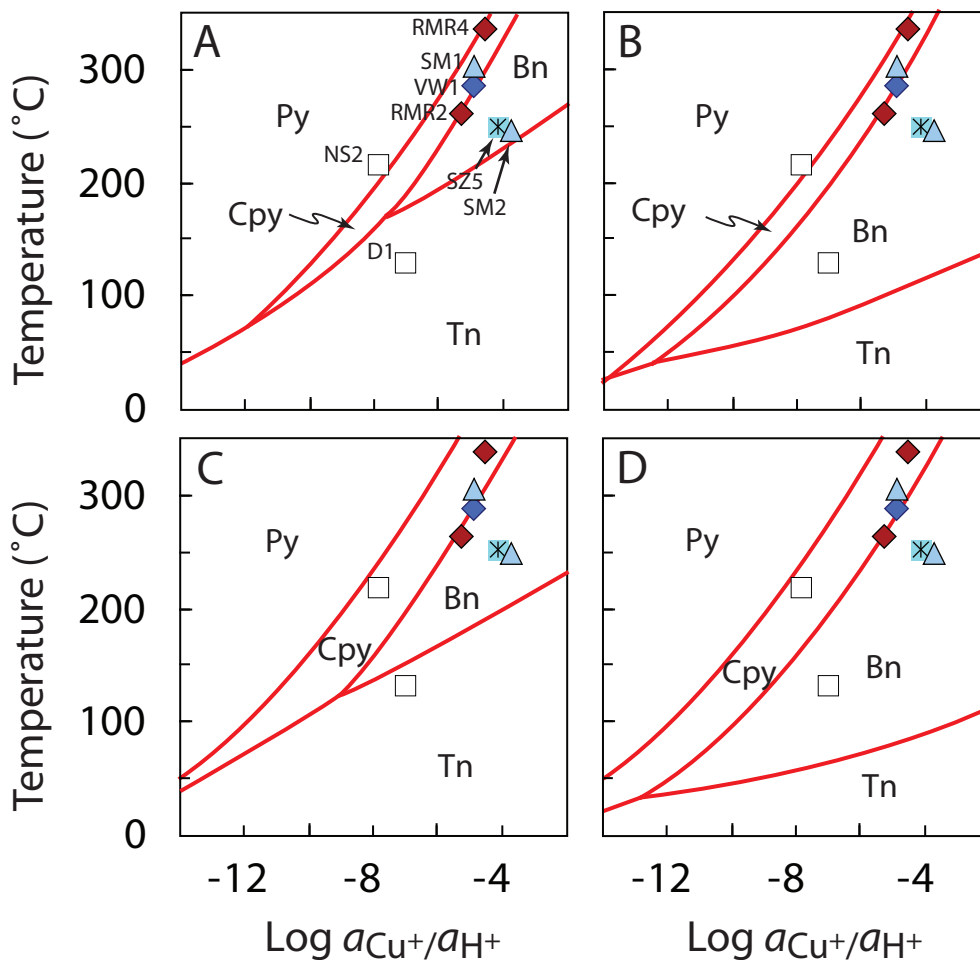 A
B
RMR4
SM1
VW1
RMR2
NS2
SZ5
SM2
D1
Py
Cpy
Bn
Tn
Py
Cpy
Bn
Tn
300
200
100
0
Temperature (˚C)
C
D
Py
Cpy
Bn
Tn
Py
Cpy
Bn
Tn
300
200
100
0
Temperature (˚C)
-12 -8 -4
-12 -8 -4
Log aCu+/aH+
Log aCu+/aH+